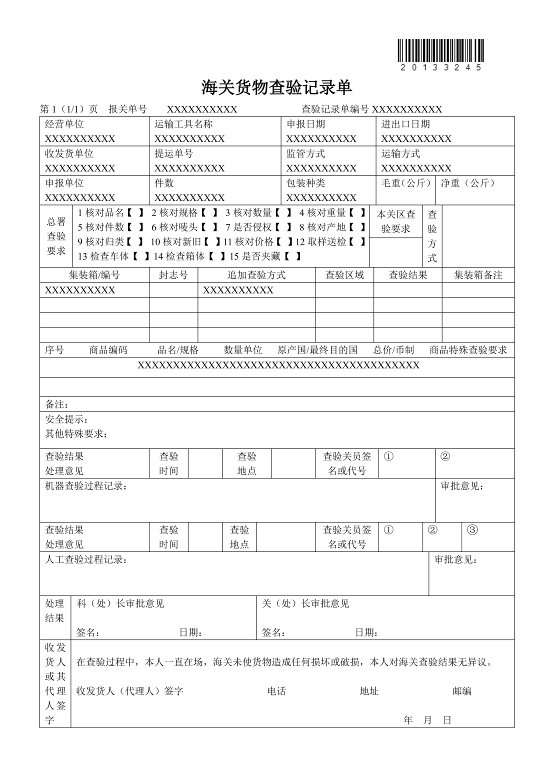 20133245
海关货物查验记录单
第 1（1/1）页 报关单号 XXXXXXXXXX 查验记录单编号 XXXXXXXXXX
经营单位 运输工具名称 申报日期 进出口日期
XXXXXXXXXX XXXXXXXXXX XXXXXXXXXX XXXXXXXXXX
收发货单位 提运单号 监管方式 运输方式
XXXXXXXXXX XXXXXXXXXX XXXXXXXXXX XXXXXXXXXX
申报单位 件数 包装种类 毛重（公斤） 净重（公斤）
XXXXXXXXXX XXXXXXXXXX XXXXXXXXXX
总署查验要求
1 核对品名【 】 2 核对规格【 】 3 核对数量【 】 4 核对重量【 】
5 核对件数【 】 6 核对唛头【 】 7 是否侵权【 】 8 核对产地【 】
9 核对归类【 】 10 核对新旧【 】 11 核对价格【 】 12 取样送检【 】
13 检查车体【 】 14 检查箱体【 】 15 是否夹藏【 】
本关区查验要求
查验方式
集装箱/编号 封志号 追加查验方式 查验区域 查验结果 集装箱备注
XXXXXXXXXX XXXXXXXXXX
序号 商品编码 品名/规格 数量单位 原产国/最终目的国 总价/币制 商品特殊查验要求
XXXXXXXXXXXXXXXXXXXXXXXXXXXXXXXXXXXXXXXX
备注：
安全提示：
其他特殊要求：
查验结果 查验 查验 查验关员签 ① ②
处理意见 时间 地点 名或代号
机器查验过程记录： 审批意见：
查验结果 查验 查验 查验关员签 ① ② ③
处理意见 时间 地点 名或代号
人工查验过程记录： 审批意见：
处理结果
科（处）长审批意见 关（处）长审批意见
签名： 日期： 签名： 日期：
收发货人或其代理人签字
在查验过程中，本人一直在场，海关未使货物造成任何损坏或破损，本人对海关查验结果无异议。
收发货人（代理人）签字 电话 地址 邮编
年 月 日